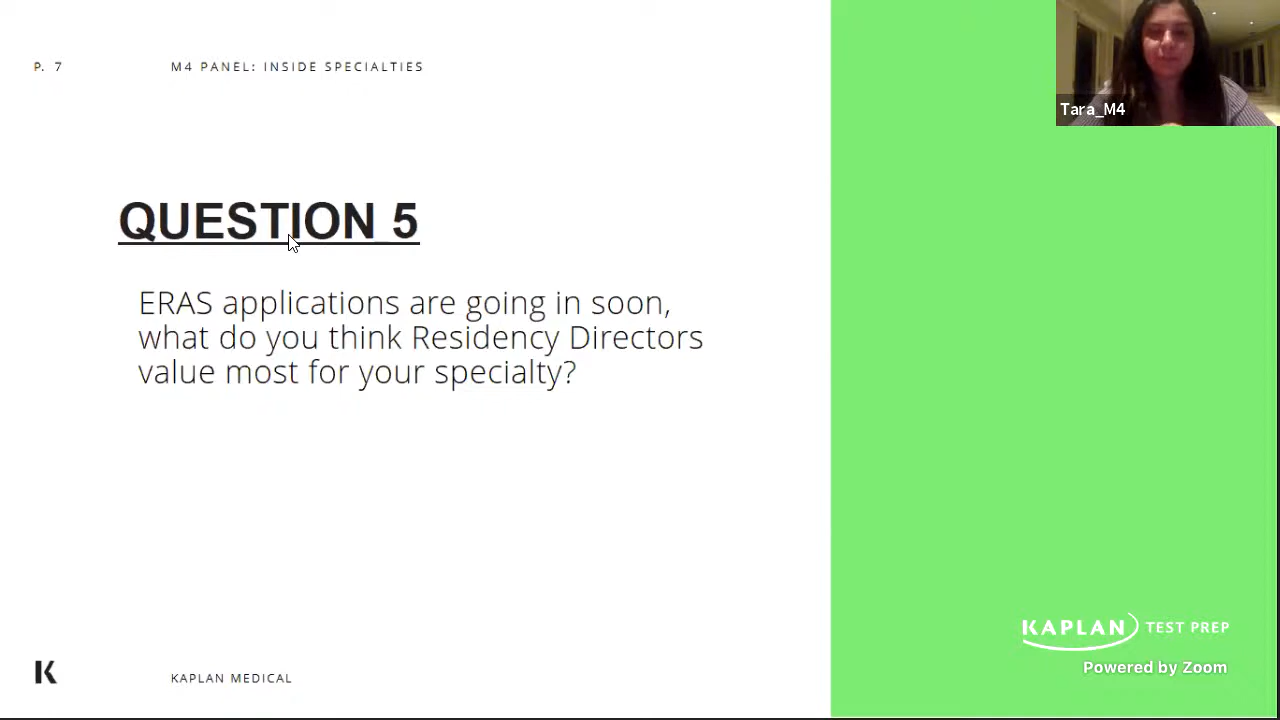 P. 7
M4 PANEL: INSIDE SPECIALTIES
Tara_M4
QUESTION 5
ERAS applications are going in soon,
what do you think Residency Directors
value most for your specialty?
KAPLAN TEST PREP
Powered by Zoom
K
KAPLAN MEDICAL